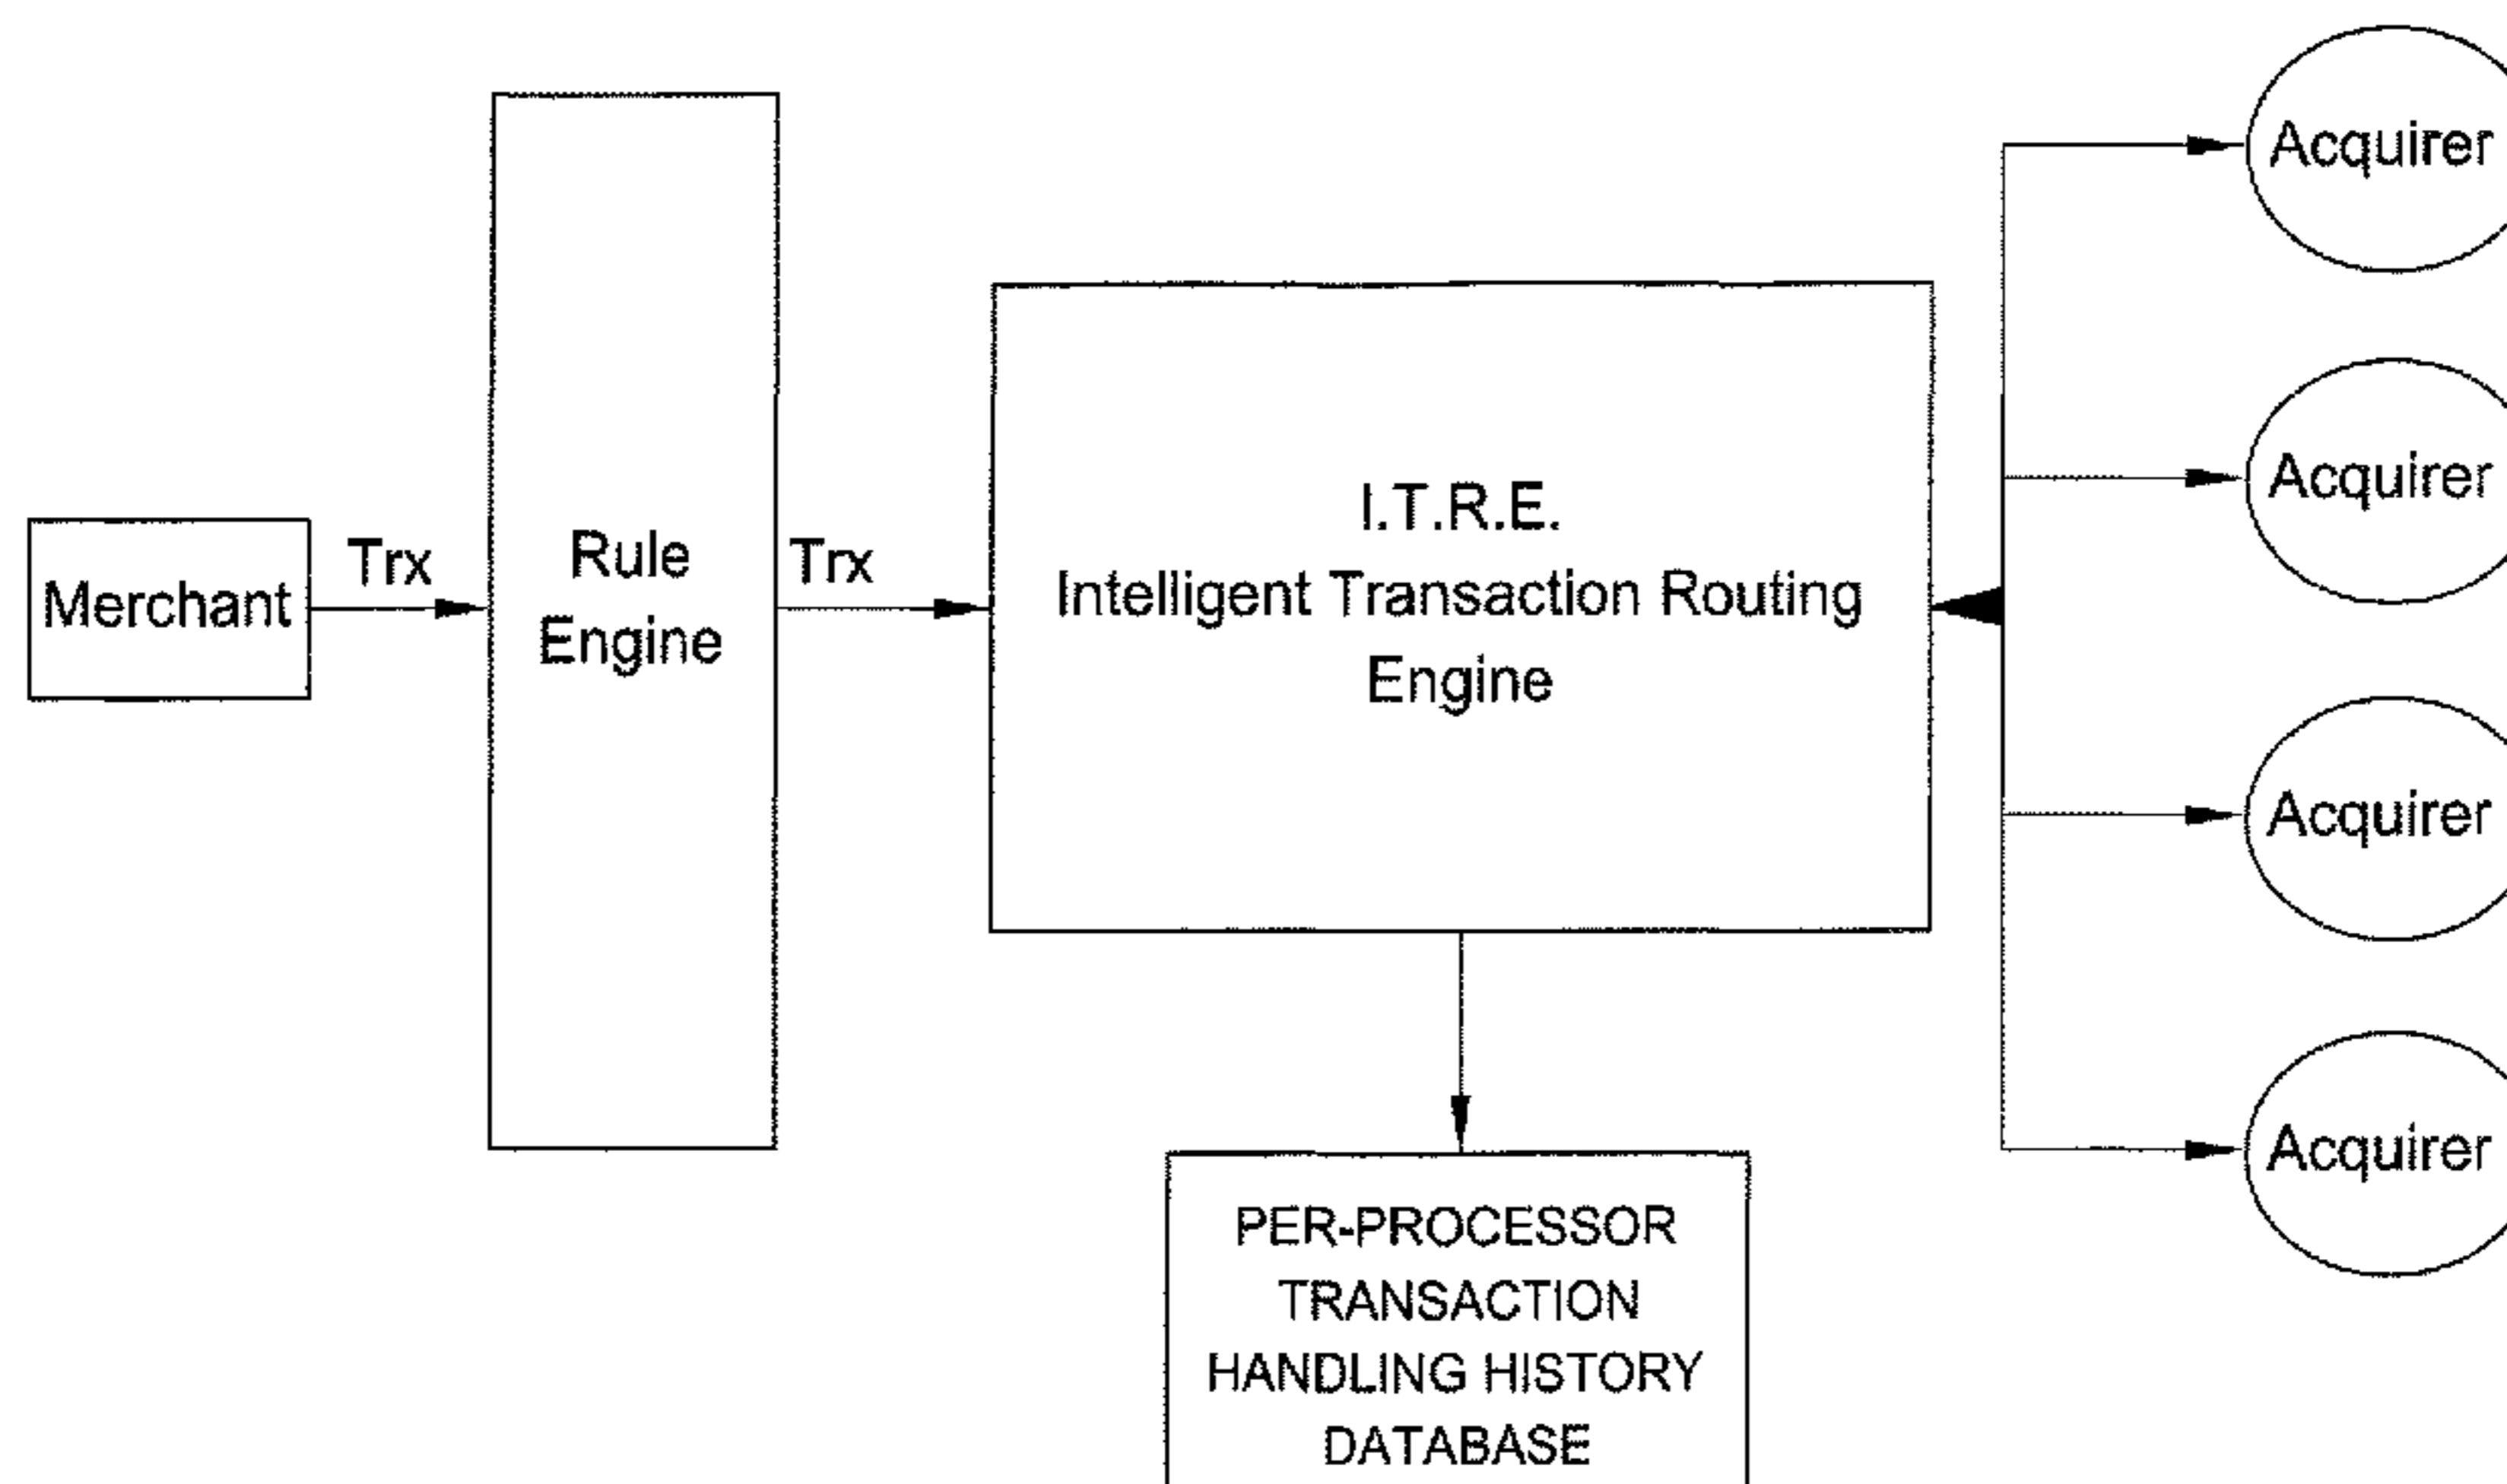 Merchant
Trx
Rule
Engine
Trx
I.T.R.E.
Intelligent Transaction Routing
Engine
Acquirer
Acquirer
Acquirer
Acquirer
PER-PROCESSOR
TRANSACTION
HANDLING HISTORY
DATABASE